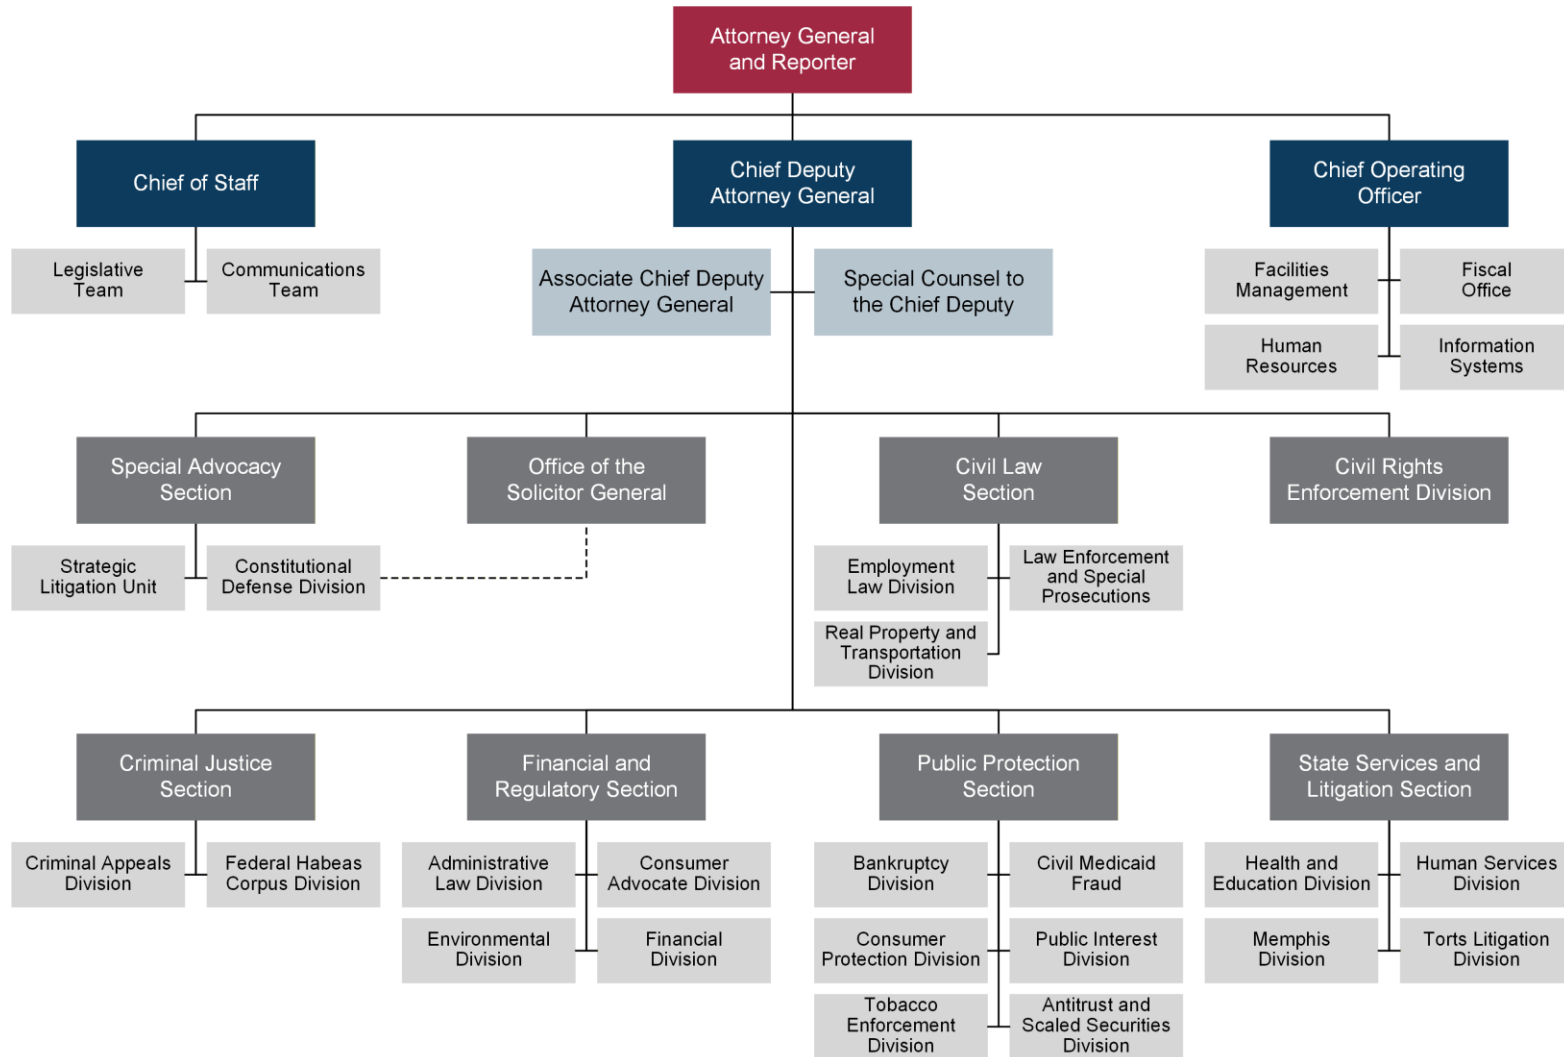 Attorney General
and Reporter
Chief of Staff
Chief Deputy
Attorney General
Chief Operating
Officer
Legislative
Team
Communications
Team
Associate Chief Deputy
Attorney General
Special Counsel to
the Chief Deputy
Facilities
Management
Fiscal
Office
Human
Resources
Information
Systems
Special Advocacy
Section
Office of the
Solicitor General
Civil Law
Section
Civil Rights
Enforcement Division
Strategic
Litigation Unit
Constitutional
Defense Division
Employment
Law Division
Law Enforcement
and Special
Prosecutions
Real Property and
Transportation
Division
Criminal Justice
Section
Financial and
Regulatory Section
Public Protection
Section
State Services and
Litigation Section
Criminal Appeals
Division
Federal Habeas
Corpus Division
Administrative
Law Division
Consumer
Advocate Division
Environmental
Division
Financial
Division
Bankruptcy
Division
Civil Medicaid
Fraud
Consumer
Protection Division
Public Interest
Division
Tobacco
Enforcement
Division
Antitrust and
Scaled Securities
Division
Health and
Education Division
Human Services
Division
Memphis
Division
Torts Litigation
Division